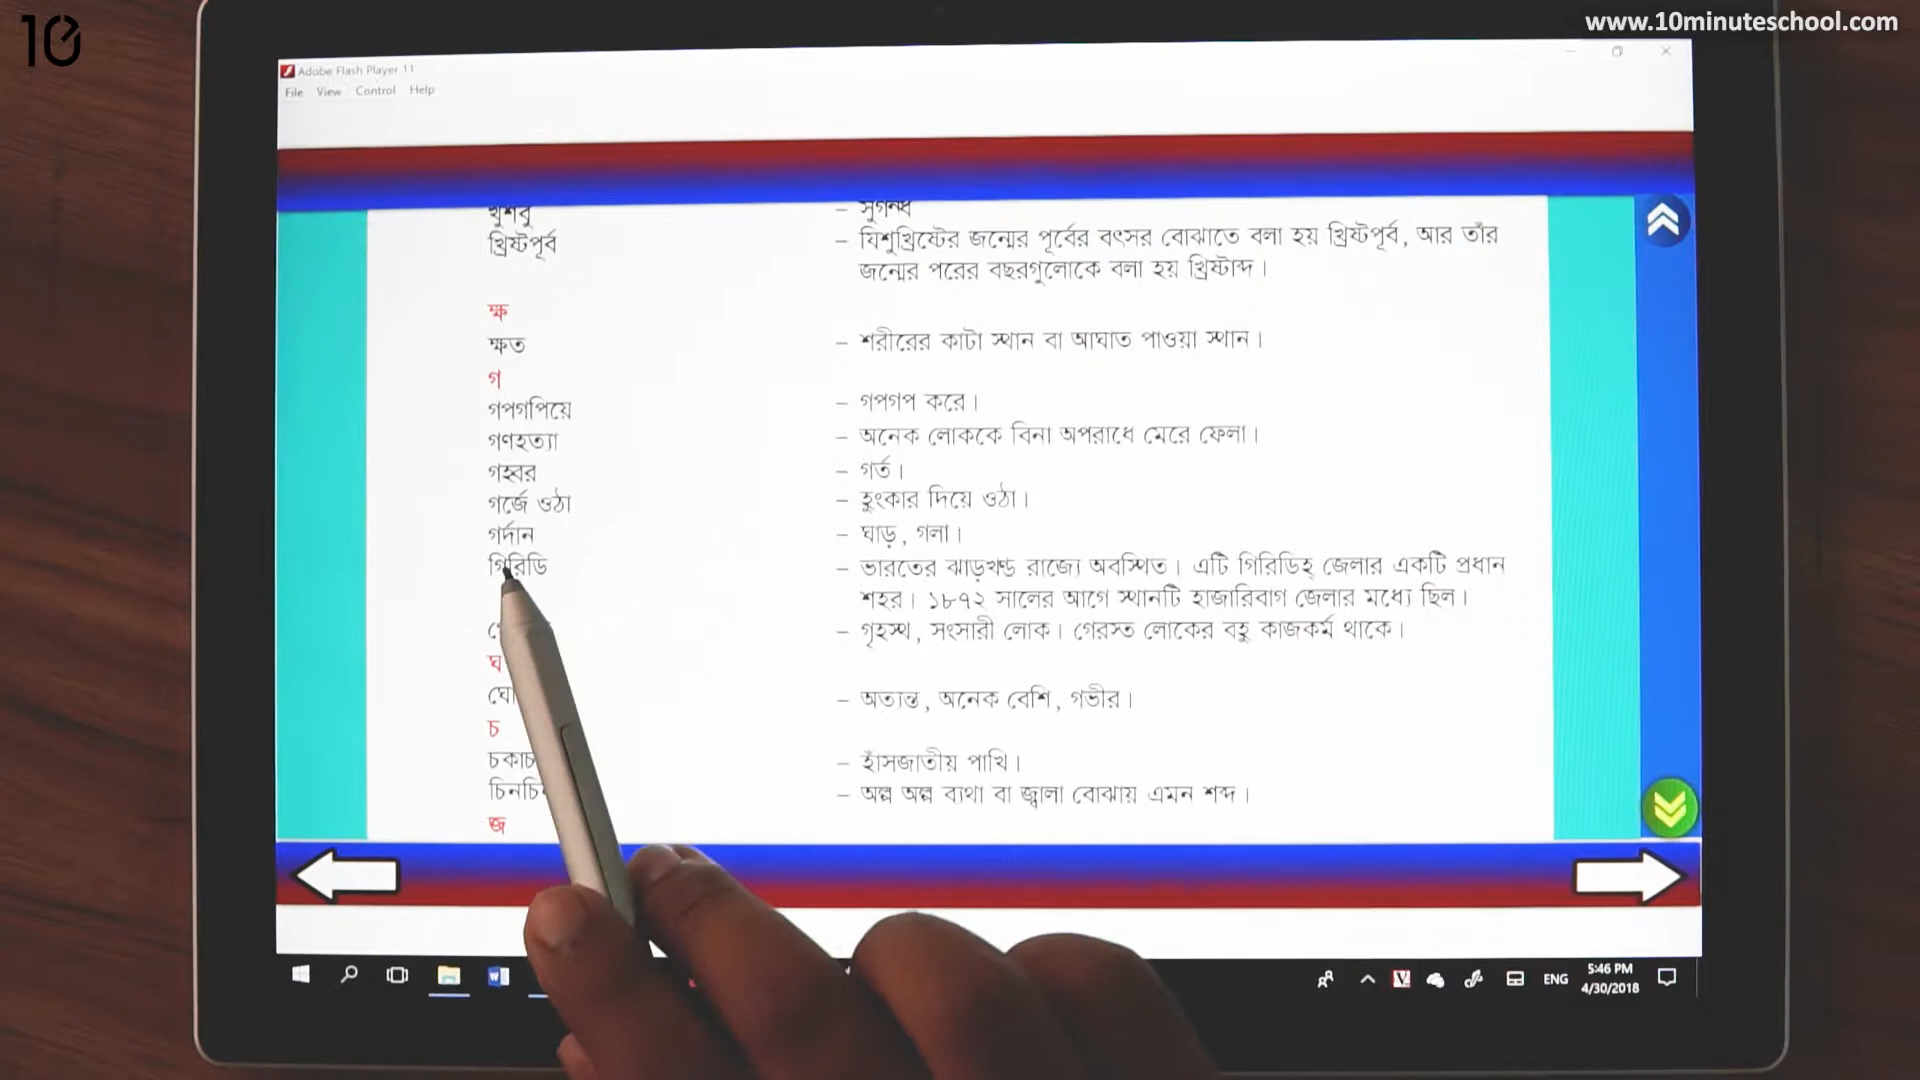 10
www.10minuteschool.com
Adobe Flash Player 11
File View Control Help
খুশবু – সুগন্ধ
খ্রিষ্টপূর্ব – যিশুখ্রিষ্টের জন্মের পূর্বের বৎসর বোঝাতে বলা হয় খ্রিষ্টপূর্ব, আর তাঁর
জন্মের পরের বছরগুলোকে বলা হয় খ্রিষ্টাব্দ।
ক্ষ
ক্ষত – শরীরের কাটা স্থান বা আঘাত পাওয়া স্থান।
গ
গপগপিয়ে – গপগপ করে।
গণহত্যা – অনেক লোককে বিনা অপরাধে মেরে ফেলা।
গহ্বর – গর্ত।
গর্জে ওঠা – হুংকার দিয়ে ওঠা।
গর্দান – ঘাড়, গলা।
গিরিডি – ভারতের ঝাড়খণ্ড রাজ্যে অবস্থিত। এটি গিরিডিহ্ জেলার একটি প্রধান
শহর। ১৮৭২ সালের আগে স্থানটি হাজারিবাগ জেলার মধ্যে ছিল।
– গৃহস্থ, সংসারী লোক। গেরস্ত লোকের বহু কাজকর্ম থাকে।
ঘ
– অত্যন্ত, অনেক বেশি, গভীর।
চ
– হাঁসজাতীয় পাখি।
– অল্প অল্প ব্যথা বা জ্বালা বোঝায় এমন শব্দ।
জ
ENG
5:46 PM
4/30/2018